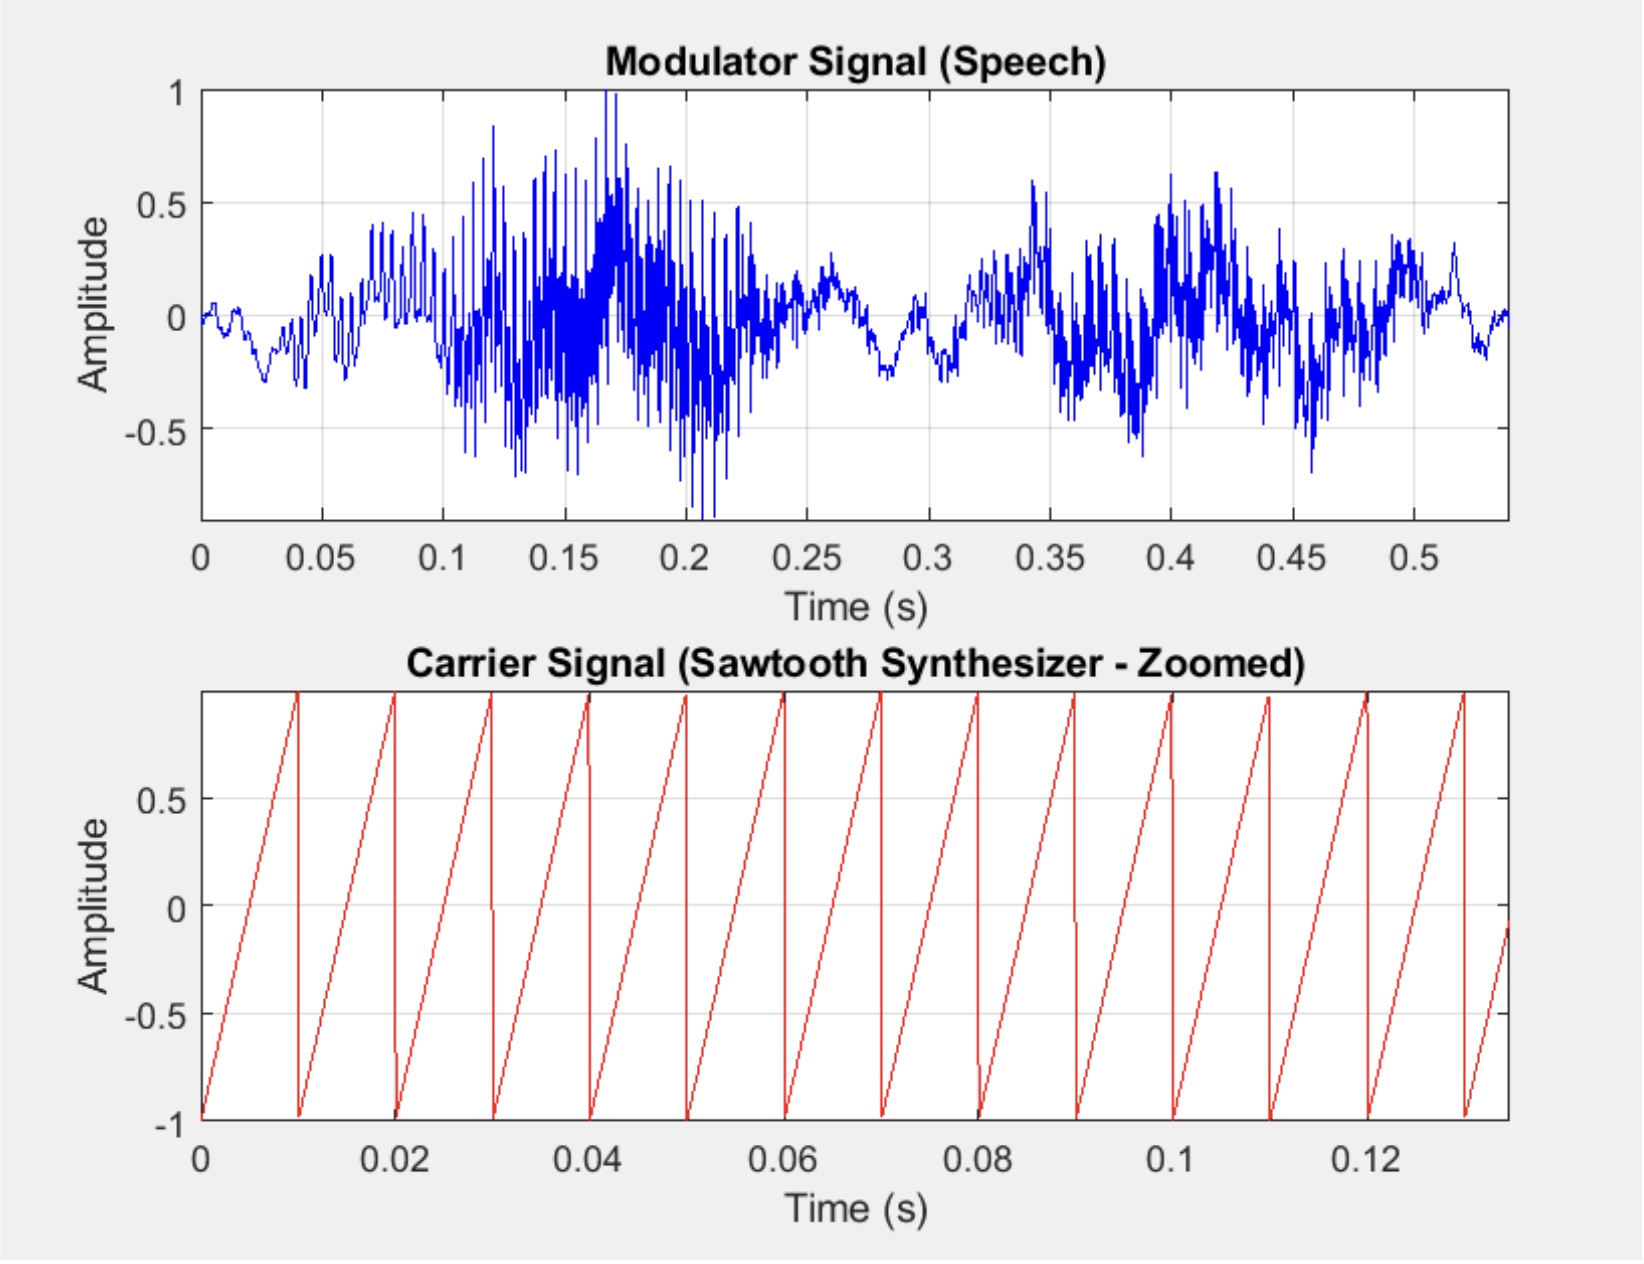 Modulator Signal (Speech)
1
0.5
0
-0.5
Amplitude
0 0.05 0.1 0.15 0.2 0.25 0.3 0.35 0.4 0.45 0.5
Time (s)
Carrier Signal (Sawtooth Synthesizer - Zoomed)
0.5
0
-0.5
-1
Amplitude
0 0.02 0.04 0.06 0.08 0.1 0.12
Time (s)